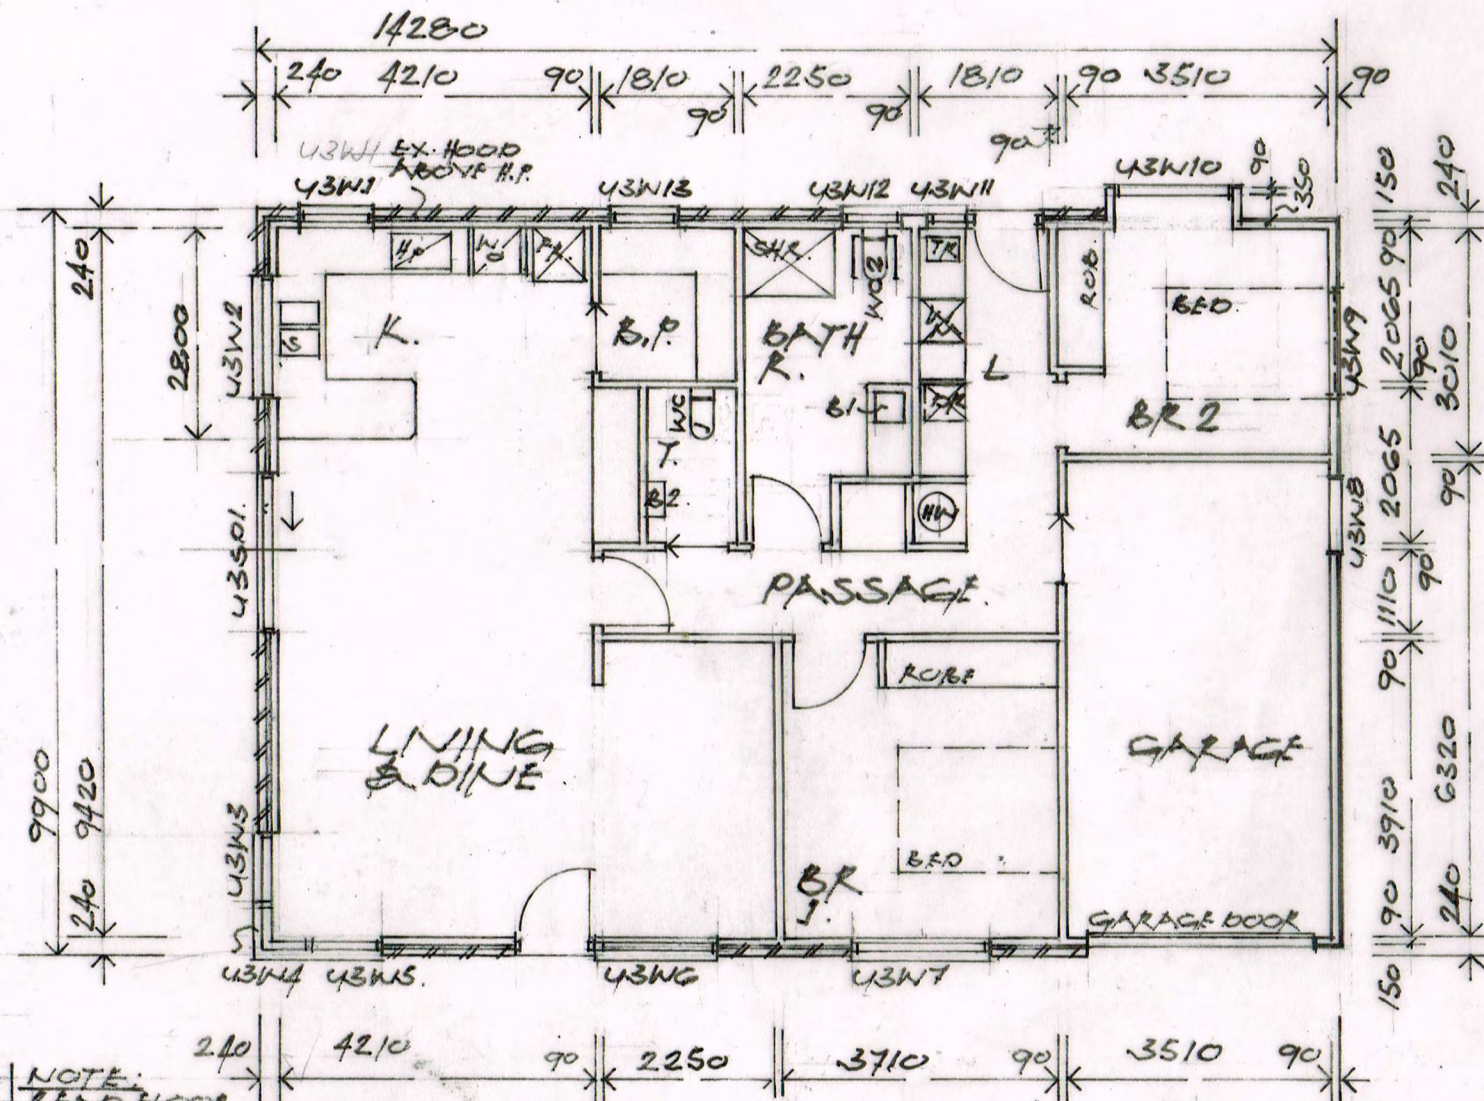 14280
240 4210 90 1810 2250 1810 90 3510 90
90 90 90
U3W1 EX. HOOD
ABOVE H.P.
U3W1 U3W13 U3W12 U3W11 U3W10
90
350
150
240
240
2800
U3W2
K.
B.P.
SHR.
BATH
R.
TR
L
ROB.
BED.
BR 2
U3W9
90
2065
90
3010
WC
T.
B1
HW
U3W8
2065
90
90
1110
U3S01.
PASSAGE.
ROBE
90
LIVING
& DINE
GARAGE
9900
9420
U3W3
6320
3910
BED
BR
1.
GARAGE DOOR
240
90
240
150
U3W4 U3W5. U3W6 U3W7
240 4210 90 2250 3710 90 3510 90
NOTE: